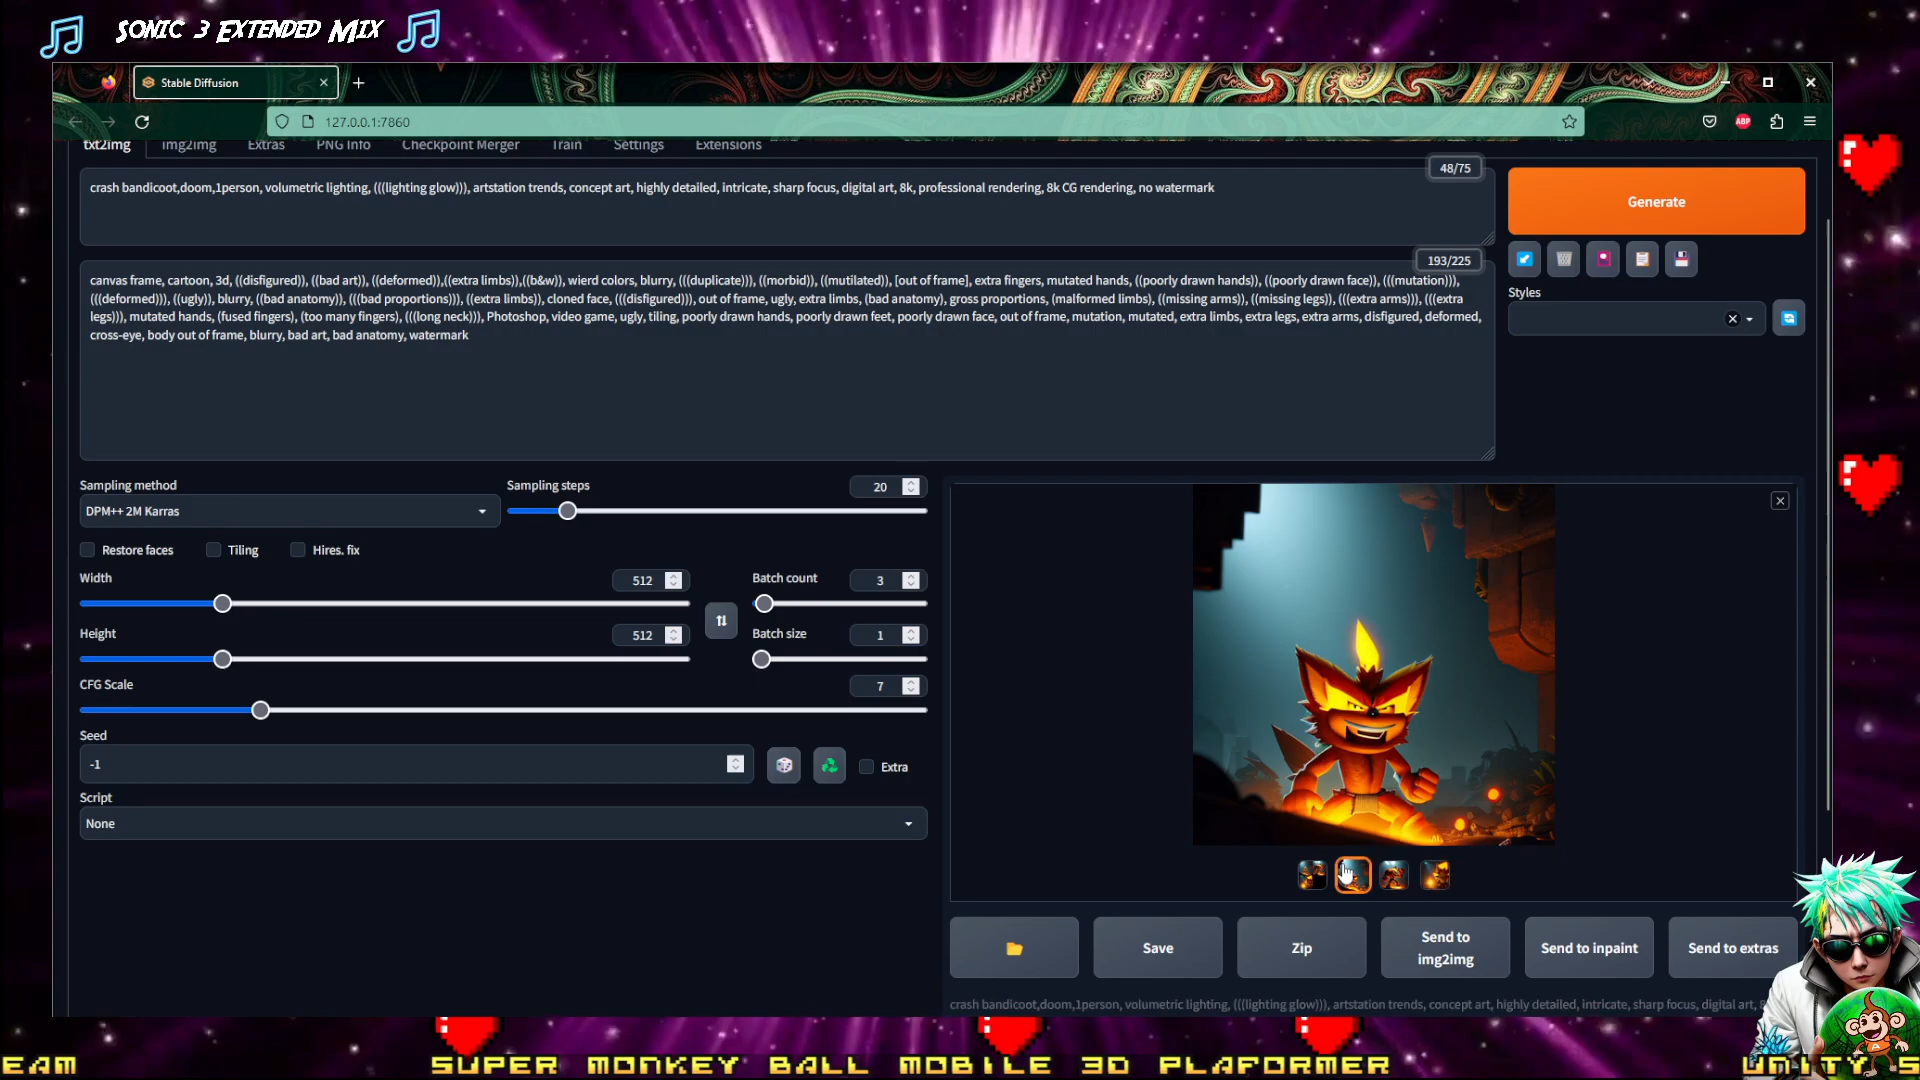 Sonic 3 Extended Mix
Stable Diffusion
127.0.0.1:7860
ABP
txt2img img2img Extras PNG Info Checkpoint Merger Train Settings Extensions
48/75
crash bandicoot,doom,1person, volumetric lighting, (((lighting glow))), artstation trends, concept art, highly detailed, intricate, sharp focus, digital art, 8k, professional rendering, 8k CG rendering, no watermark
Generate
193/225
canvas frame, cartoon, 3d, ((disfigured)), ((bad art)), ((deformed)),((extra limbs)),((b&w)), wierd colors, blurry, (((duplicate))), ((morbid)), ((mutilated)), [out of frame], extra fingers, mutated hands, ((poorly drawn hands)), ((poorly drawn face)), (((mutation))),
(((deformed))), ((ugly)), blurry, ((bad anatomy)), (((bad proportions))), ((extra limbs)), cloned face, (((disfigured))), out of frame, ugly, extra limbs, (bad anatomy), gross proportions, (malformed limbs), ((missing arms)), ((missing legs)), (((extra arms))), (((extra
legs))), mutated hands, (fused fingers), (too many fingers), (((long neck))), Photoshop, video game, ugly, tiling, poorly drawn hands, poorly drawn feet, poorly drawn face, out of frame, mutation, mutated, extra limbs, extra legs, extra arms, disfigured, deformed,
cross-eye, body out of frame, blurry, bad art, bad anatomy, watermark
Styles
Sampling method
DPM++ 2M Karras
Sampling steps
20
Restore faces Tiling Hires. fix
Width
512
Height
512
Batch count
3
Batch size
1
CFG Scale
7
Seed
-1
Extra
Script
None
Save
Zip
Send to
img2img
Send to inpaint
Send to extras
crash bandicoot,doom,1person, volumetric lighting, (((lighting glow))), artstation trends, concept art, highly detailed, intricate, sharp focus, digital art,
EAM SUPER MONKEY BALL MOBILE 3D PLAFORMER UNITY S